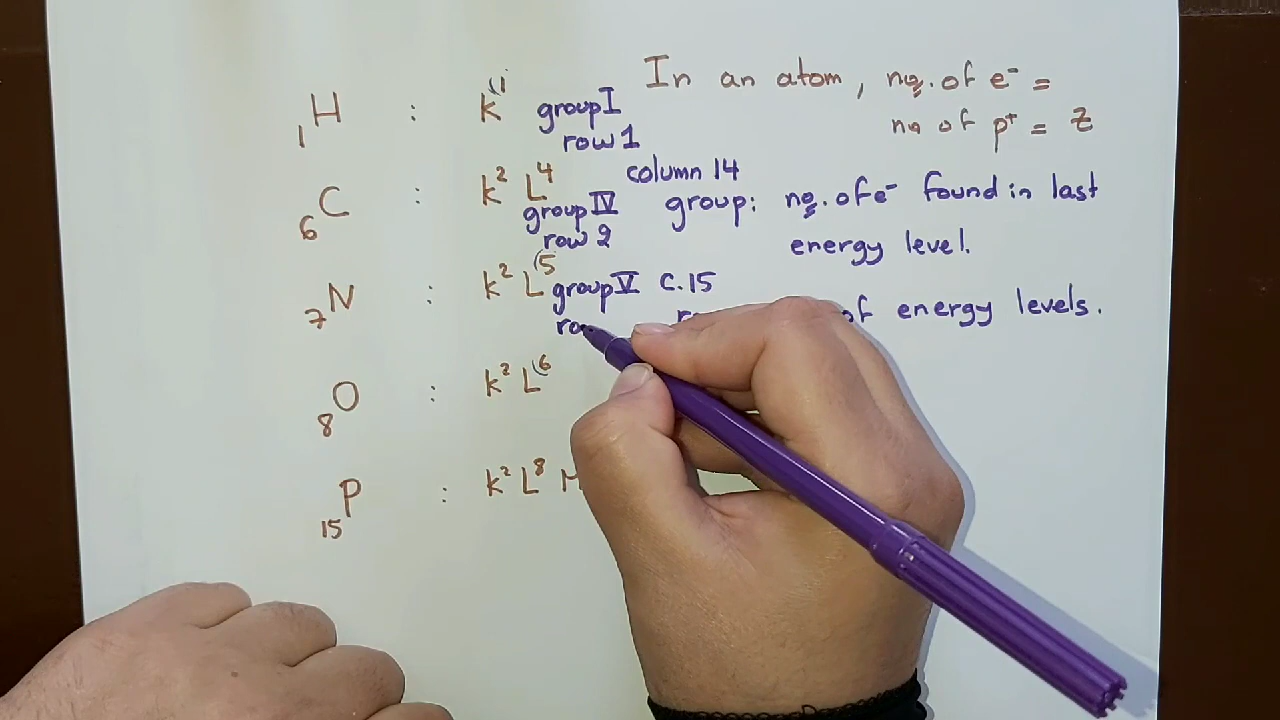 1H : K1 group I
row 1
In an atom, no. of e- =
no of p+ = Z
6C : K2 L4 column 14
group IV
row 2
group: no. of e- found in last
energy level.
7N : K2 L5 group V C.15
of energy levels.
8O : K2 L6
15P : K2 L8